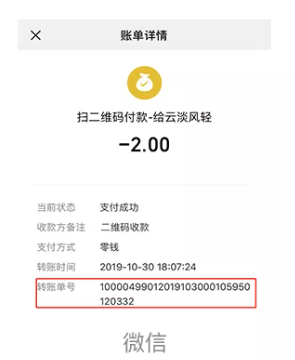 账单详情
扫二维码付款-给云淡风轻
-2.00
当前状态 支付成功
收款方备注 二维码收款
支付方式 零钱
转账时间 2019-10-30 18:07:24
转账单号 10000499012019103000105950
120332
微信